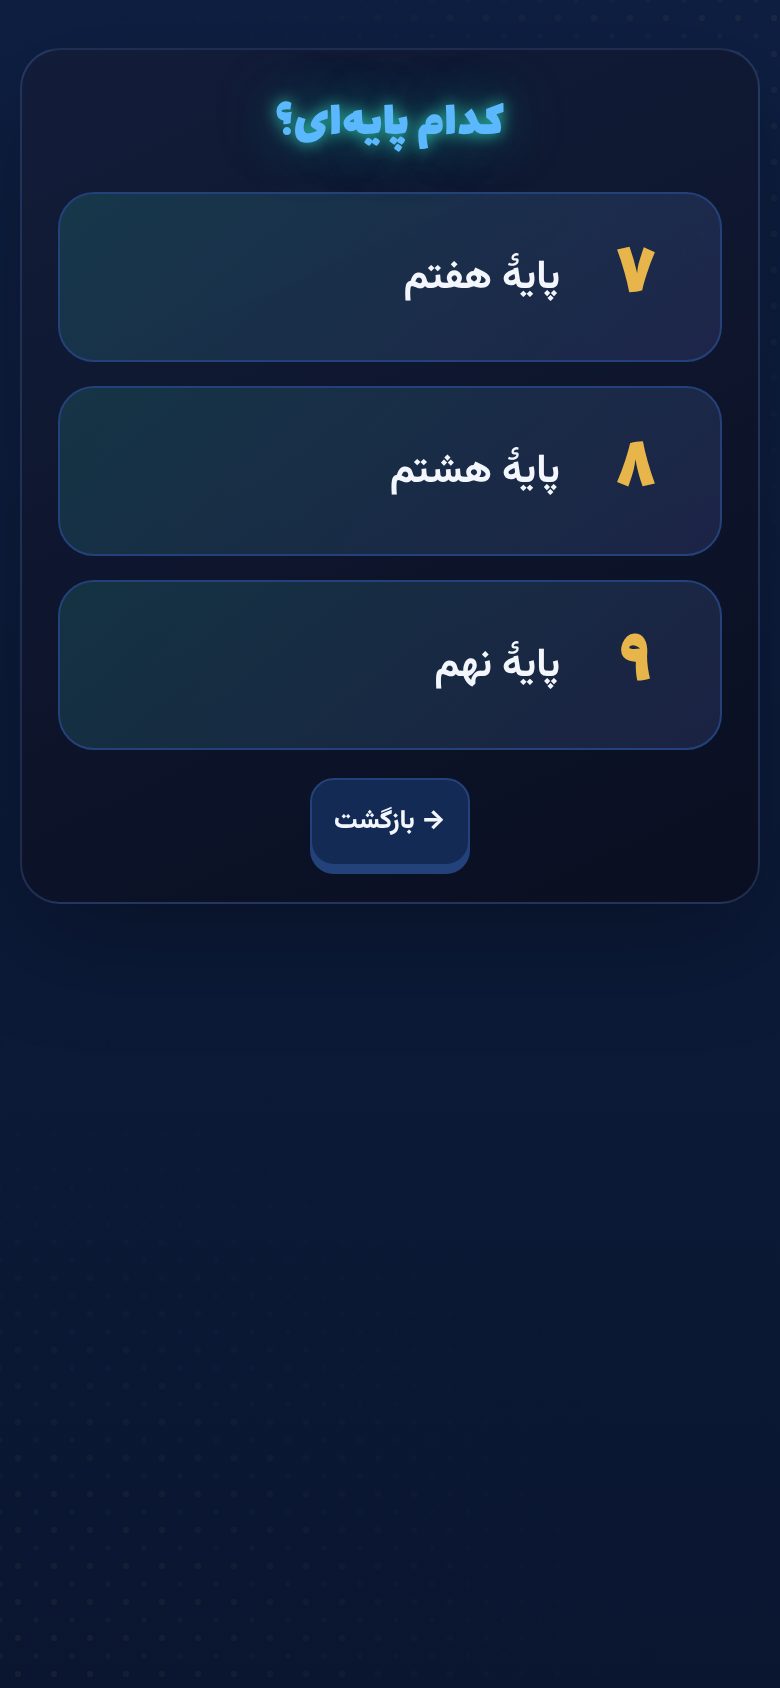 کدام پایه‌ای؟
۷ پایهٔ هفتم
۸ پایهٔ هشتم
۹ پایهٔ نهم
→ بازگشت